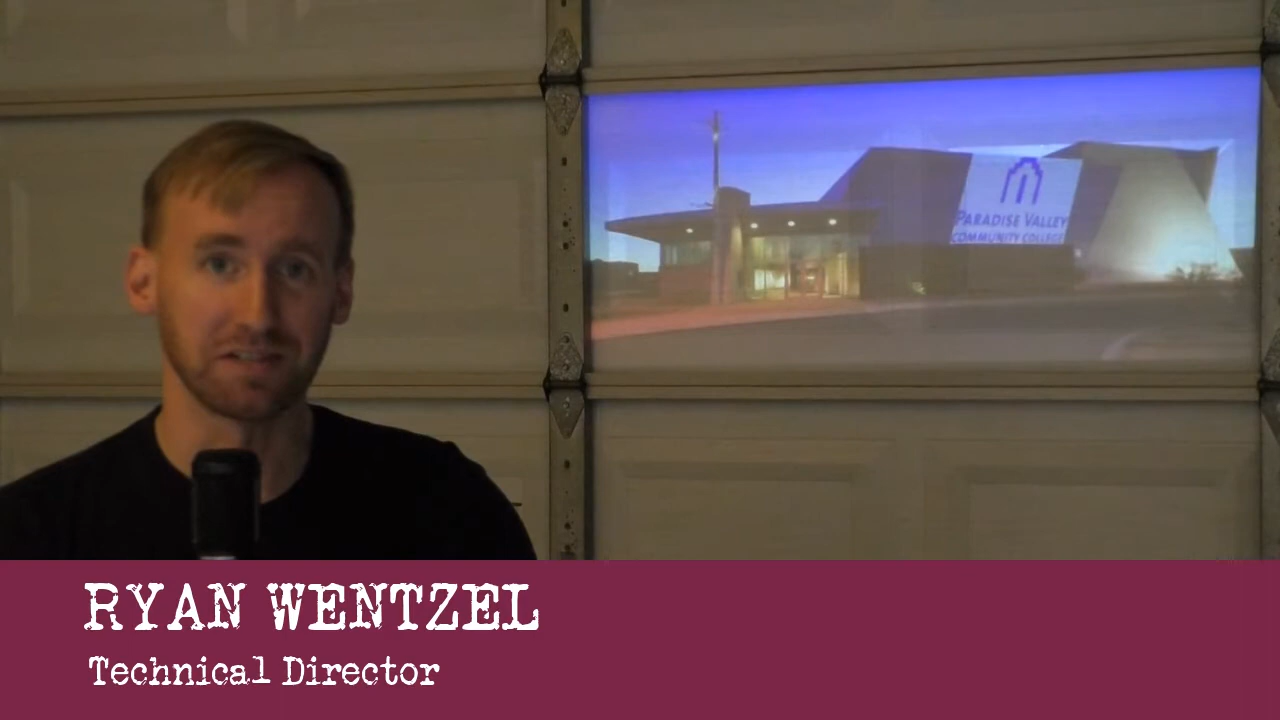 PARADISE VALLEY
COMMUNITY COLLEGE
RYAN WENTZEL
Technical Director